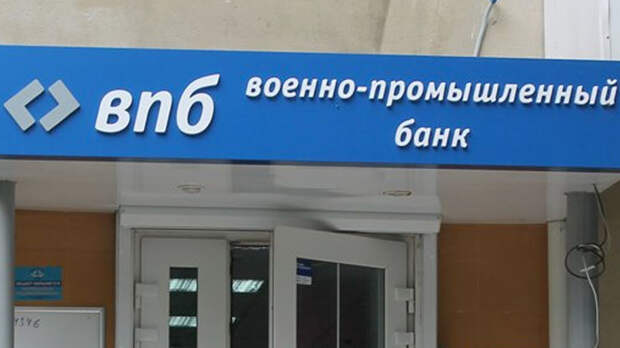 впб
военно-промышленный
банк